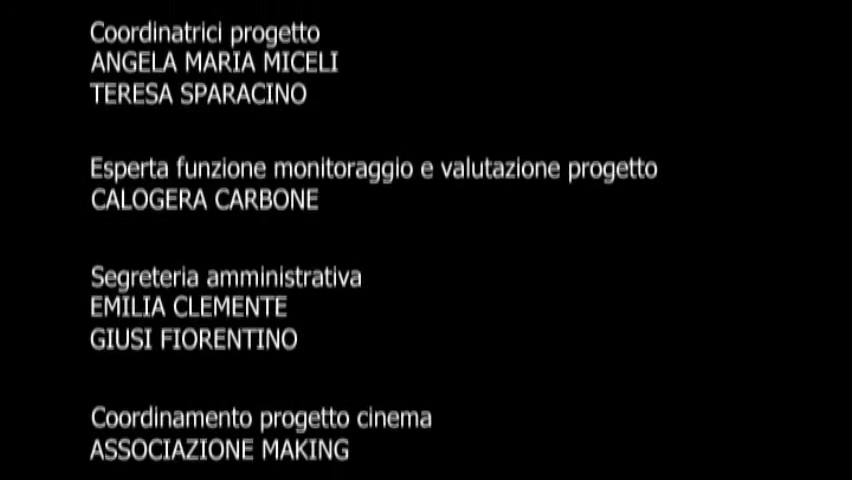 Coordinatrici progetto
ANGELA MARIA MICELI
TERESA SPARACINO
Esperta funzione monitoraggio e valutazione progetto
CALOGERA CARBONE
Segreteria amministrativa
EMILIA CLEMENTE
GIUSI FIORENTINO
Coordinamento progetto cinema
ASSOCIAZIONE MAKING